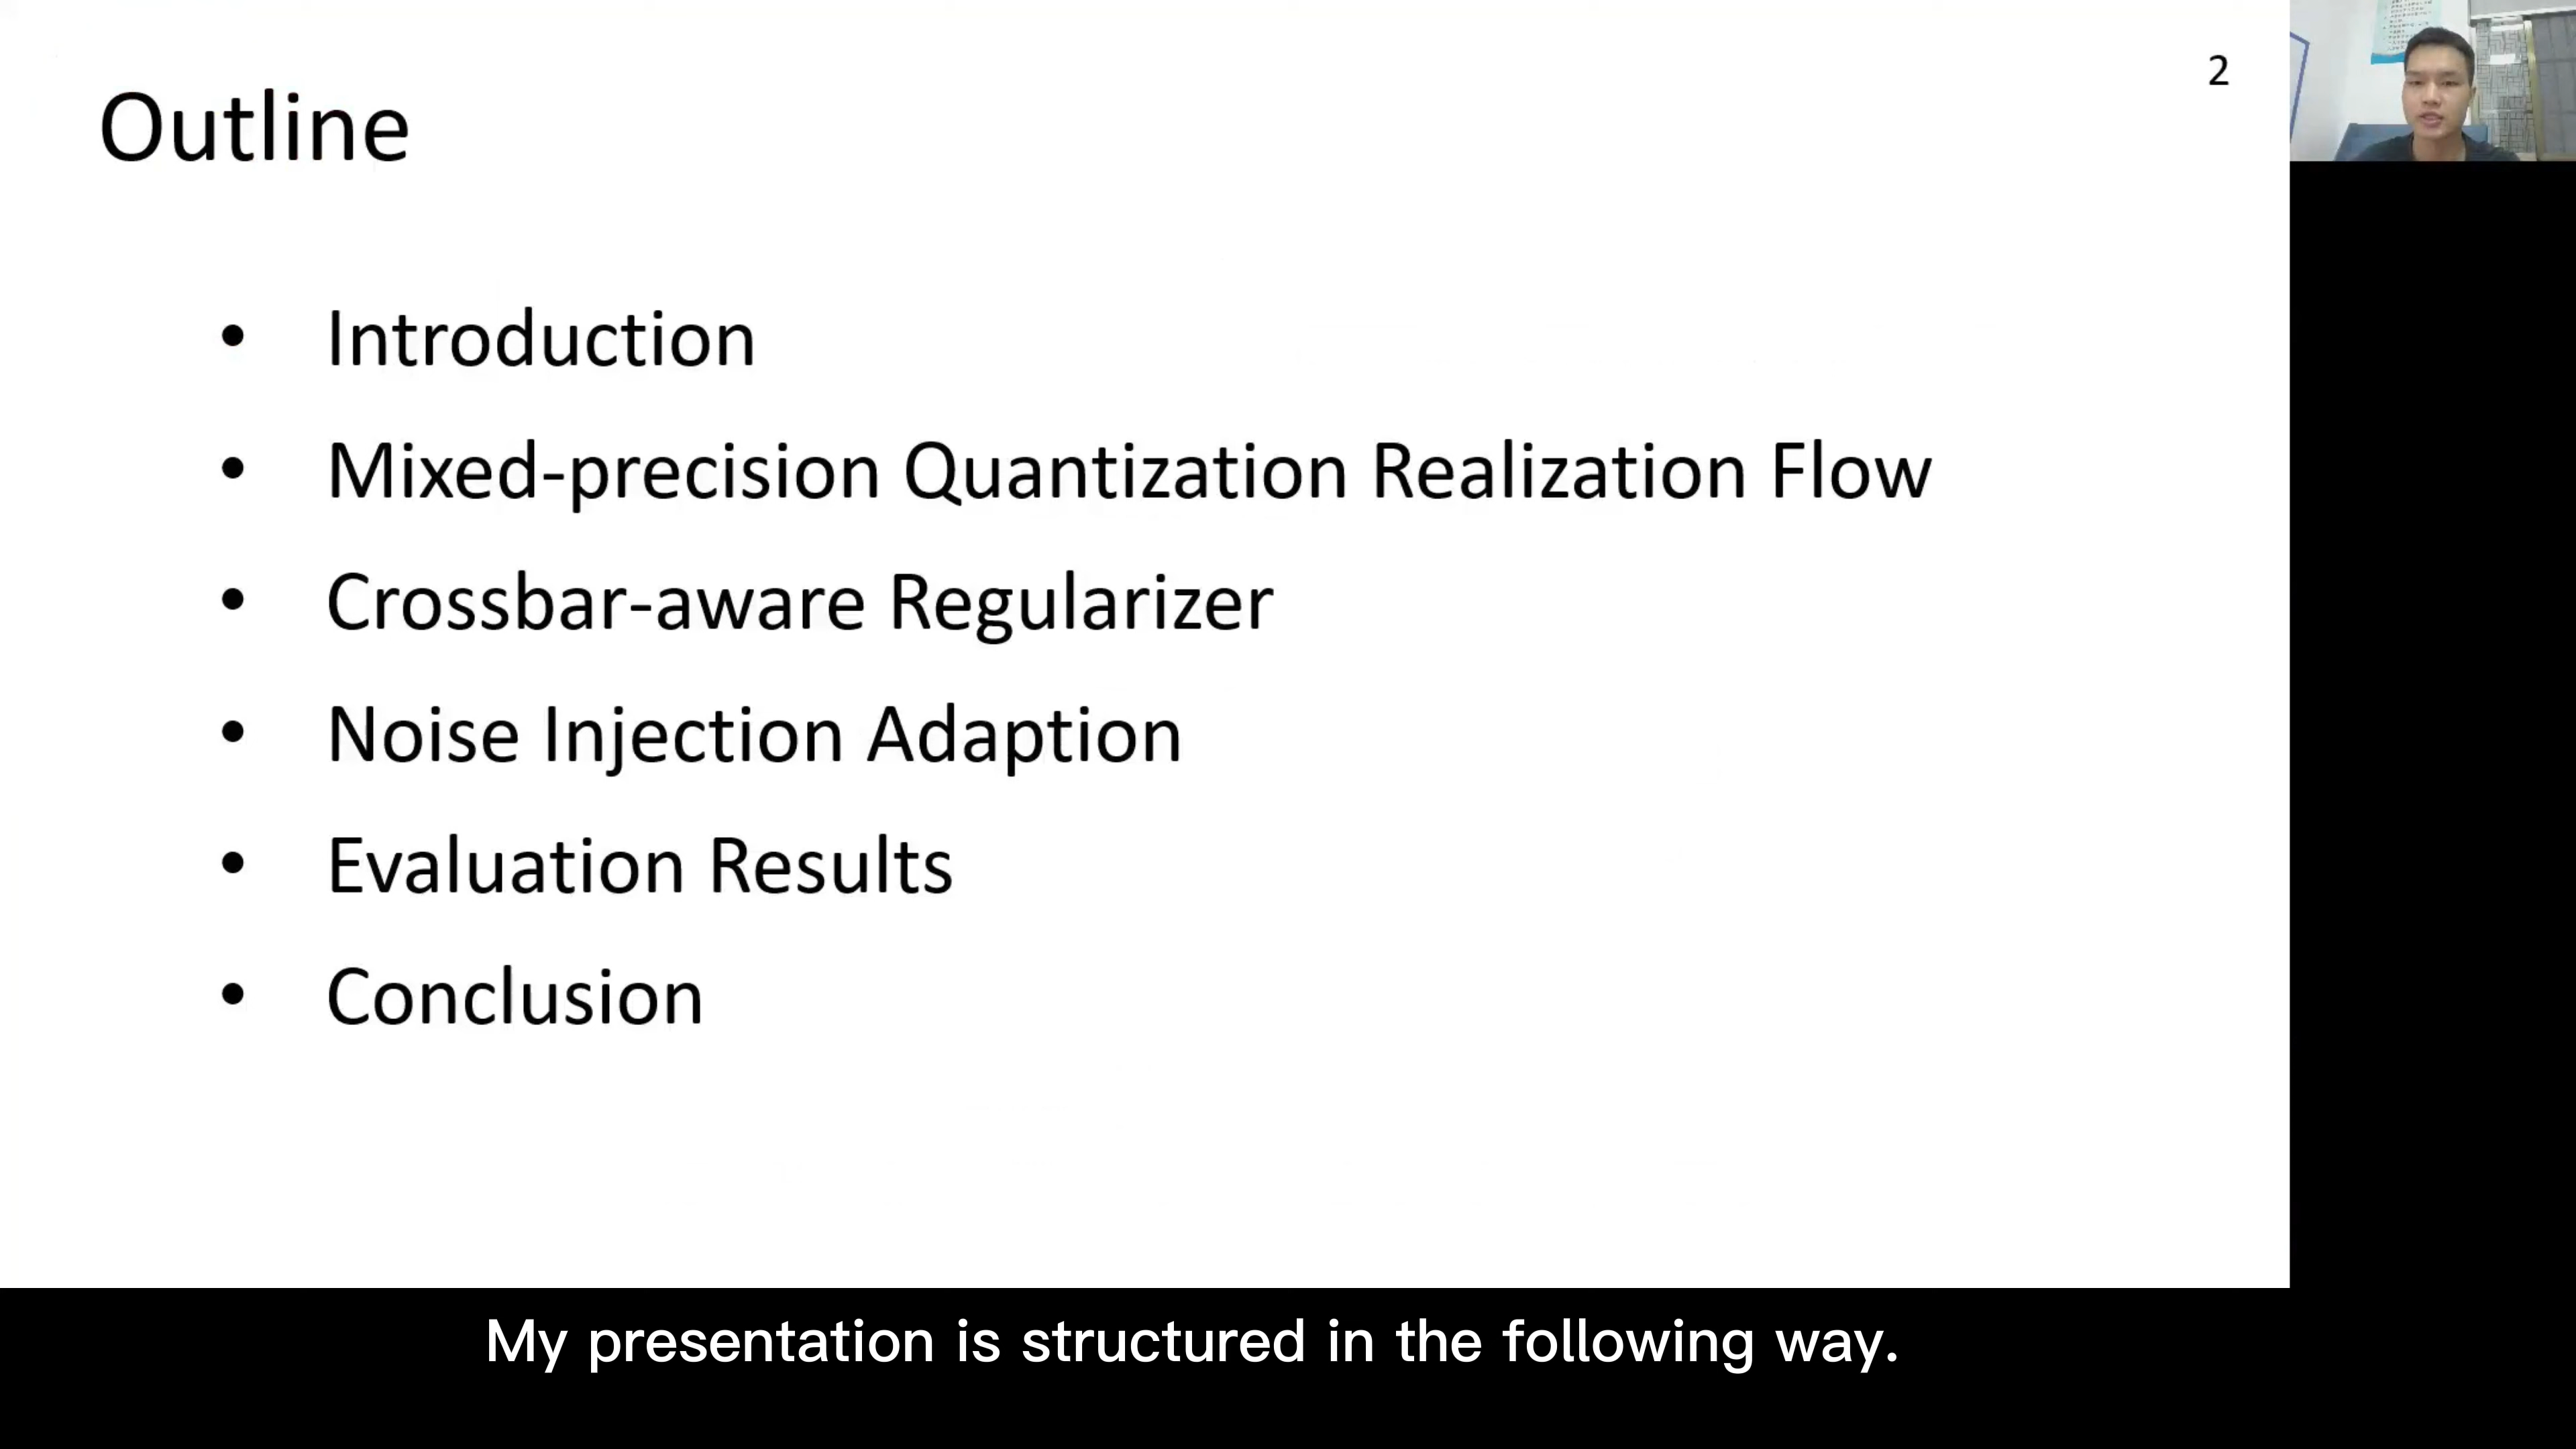 2
Outline
• Introduction
• Mixed-precision Quantization Realization Flow
• Crossbar-aware Regularizer
• Noise Injection Adaption
• Evaluation Results
• Conclusion
My presentation is structured in the following way.